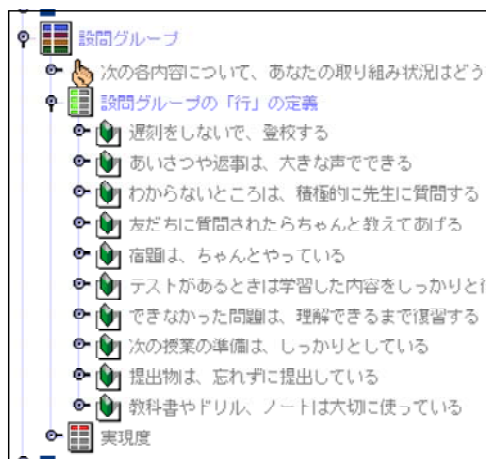 設問グループ
次の各内容について、あなたの取り組み状況はどう
設問グループの「行」の定義
遅刻をしないで、登校する
あいさつや返事は、大きな声でできる
わからないところは、積極的に先生に質問する
友だちに質問されたらちゃんと教えてあげる
宿題は、ちゃんとやっている
テストがあるときは学習した内容をしっかりと
できなかった問題は、理解できるまで復習する
次の授業の準備は、しっかりとしている
提出物は、忘れずに提出している
教科書やドリル、ノートは大切に使っている
実現度